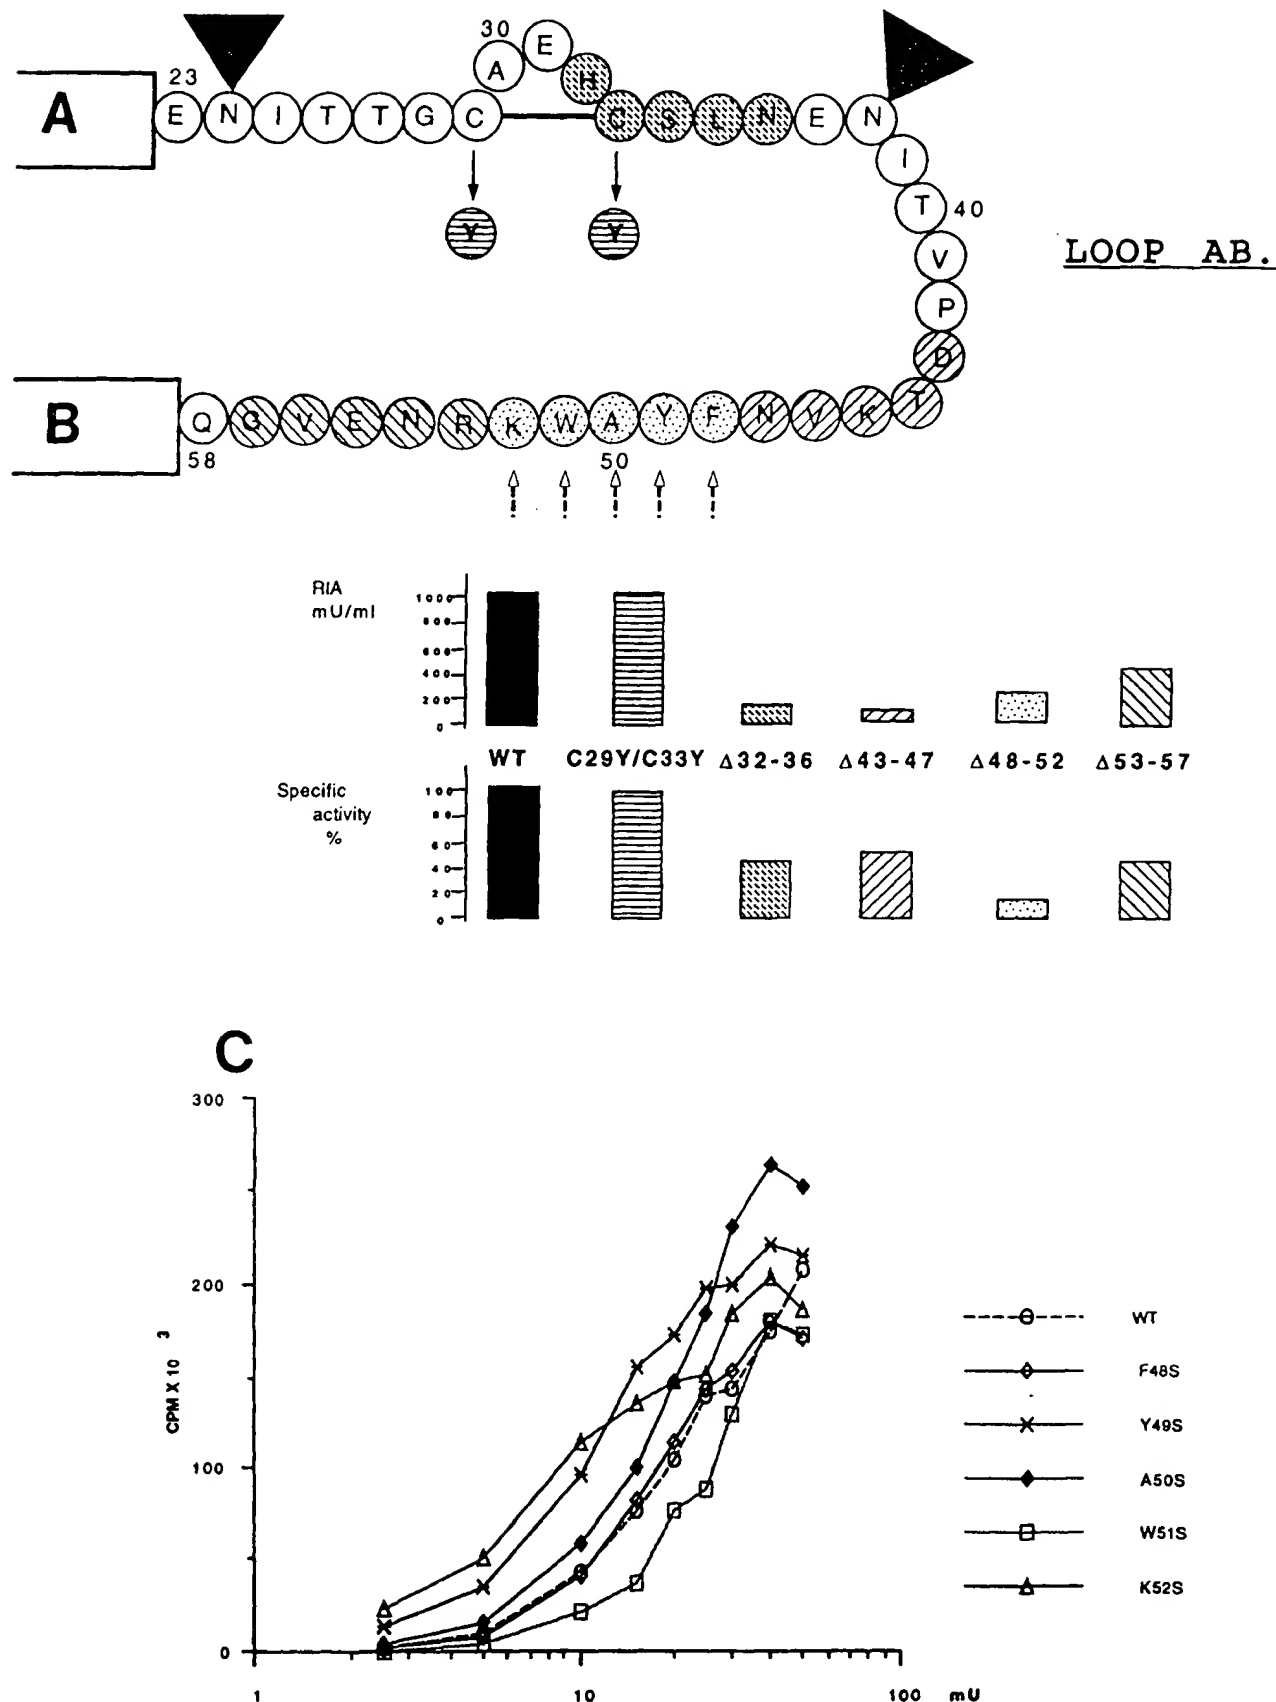 30
E
A
H
23
A
E N I T T G C
C S L N E N
I
T 40
Y Y
V
LOOP AB.
P
D
T
B
Q G V E N R K W A Y F N V K
58
50
RIA
mU/ml
1000
800
600
400
200
0
WT C29Y/C33Y Δ32-36 Δ43-47 Δ48-52 Δ53-57
Specific
activity
%
100
80
60
40
20
0
C
300
200
100
0
CPM X 10 3
1 10 100 mU
WT
F48S
Y49S
A50S
W51S
K52S